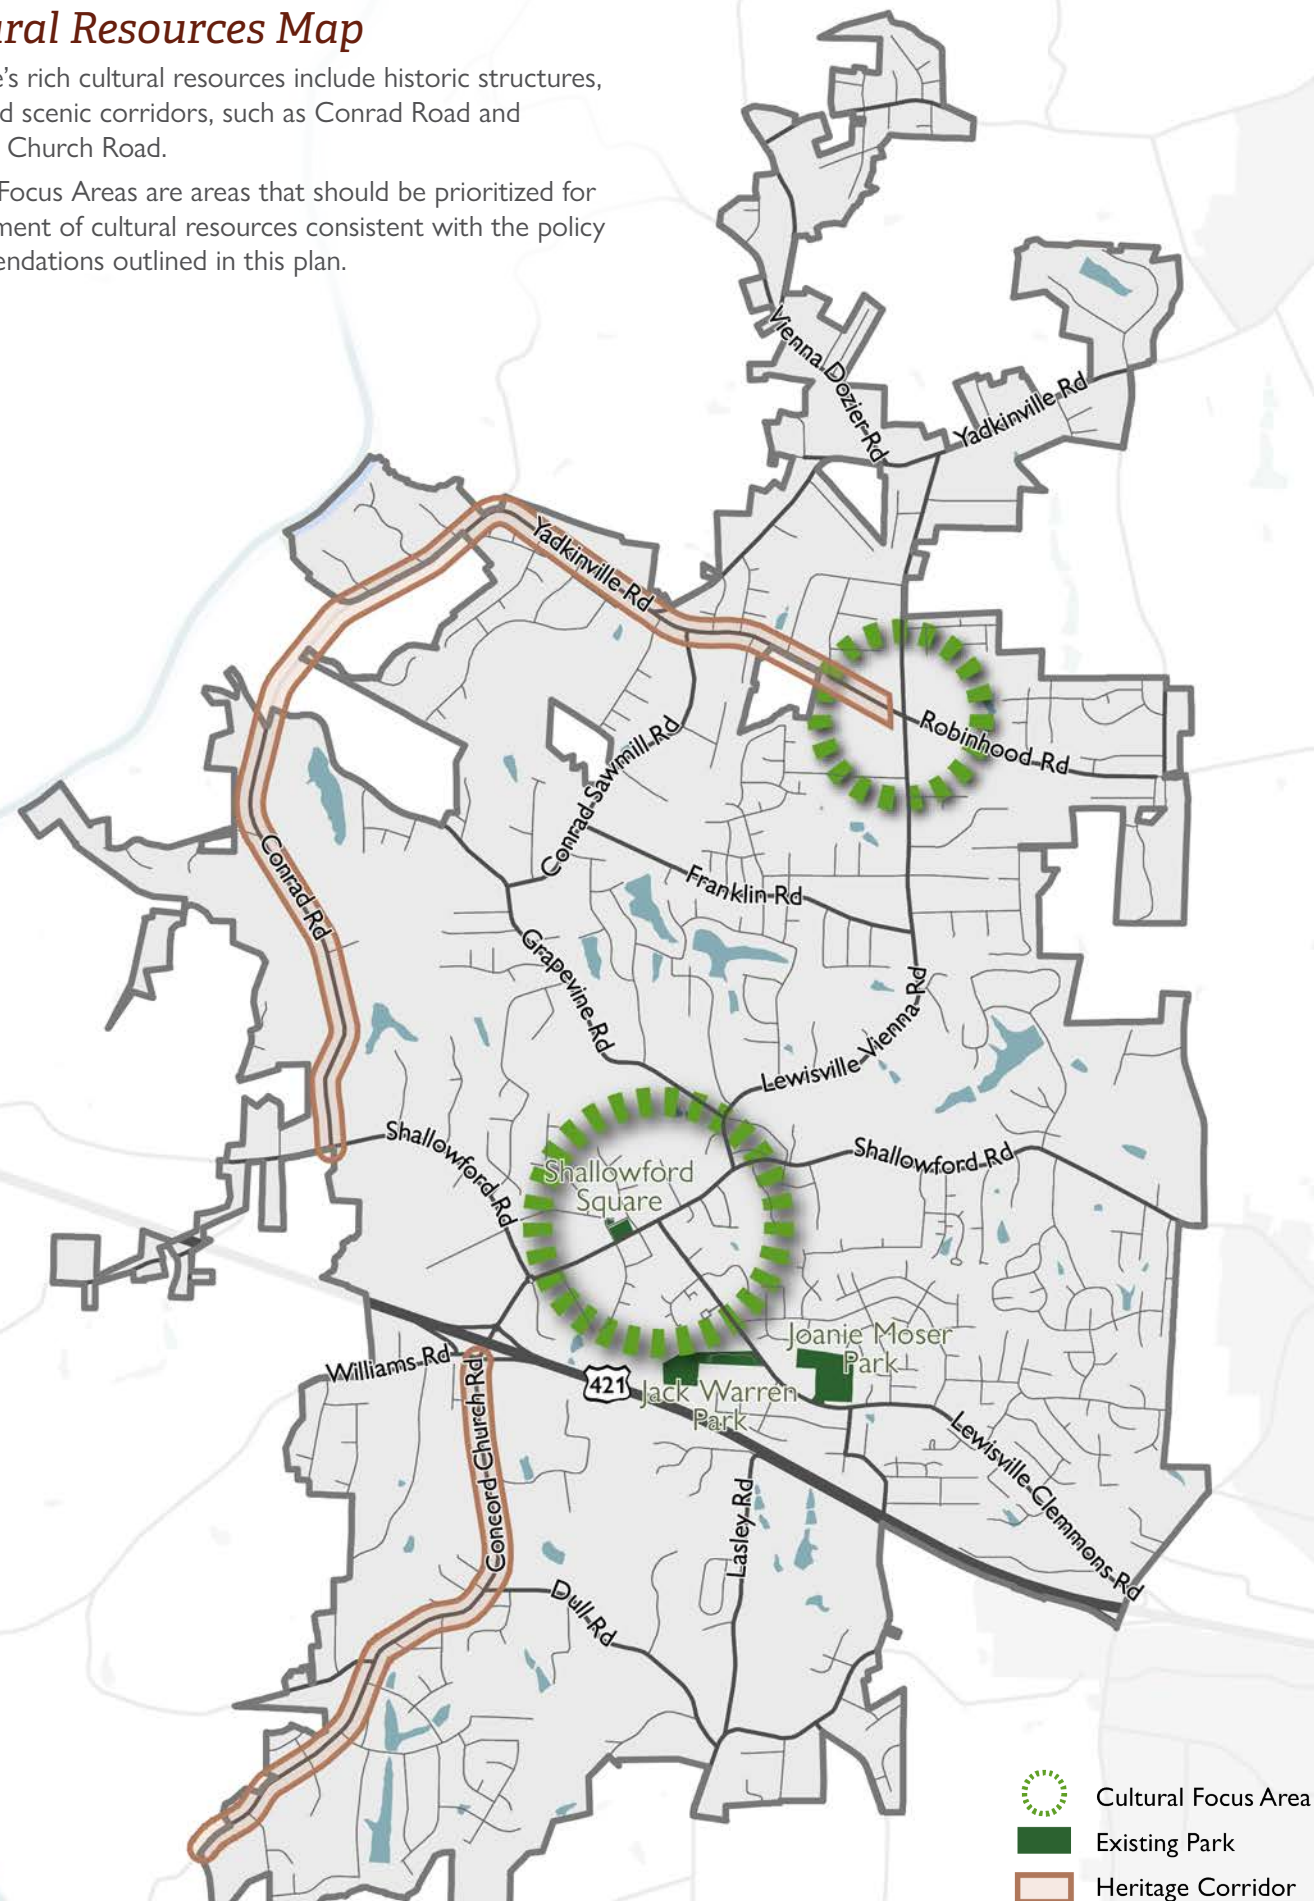 ural Resources Map
e's rich cultural resources include historic structures,
d scenic corridors, such as Conrad Road and
Church Road.
Focus Areas are areas that should be prioritized for
ment of cultural resources consistent with the policy
endations outlined in this plan.
Vienna Dozier Rd
Yadkinville Rd
Yadkinville Rd
Robinhood Rd
Conrad Sawmill Rd
Conrad Rd
Franklin Rd
Grapevine Rd
Lewisville Vienna Rd
Shallowford Rd
Shallowford Rd
Shallowford
Square
Joanie Moser
Park
Williams Rd
421
Jack Warren
Park
Concord Church Rd
Lewisville Clemmons Rd
Lasley Rd
Dull Rd
Cultural Focus Area
Existing Park
Heritage Corridor